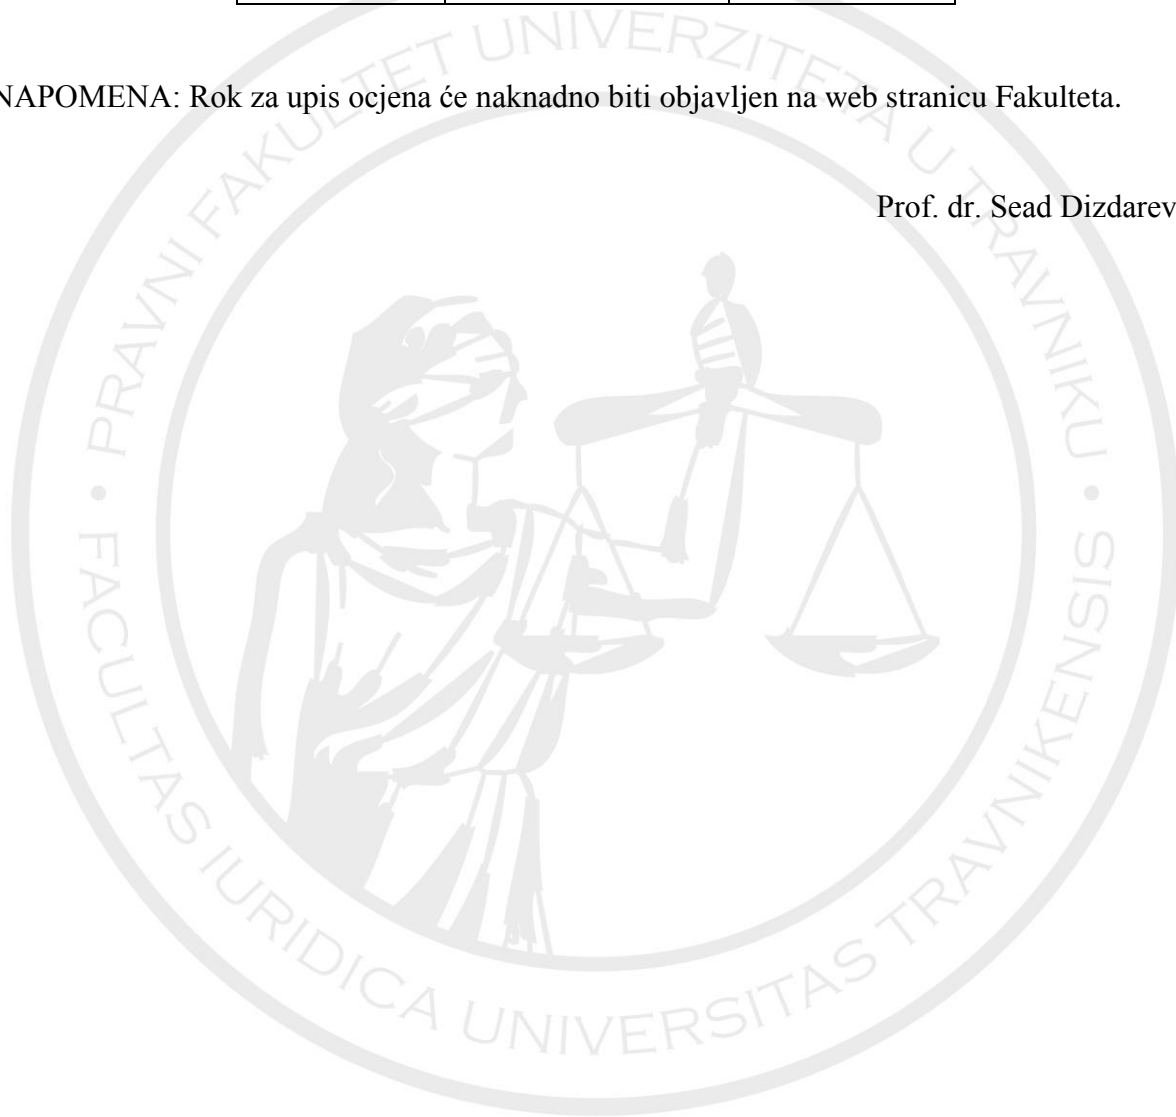 NAPOMENA: Rok za upis ocjena će naknadno biti objavljen na web stranicu Fakulteta.
Prof. dr. Sead Dizdarev
PRAVNI FAKULTET UNIVERZITETA U TRAVNIKU
FACULTAS IURIDICA UNIVERSITAS TRAVNIKENSIS